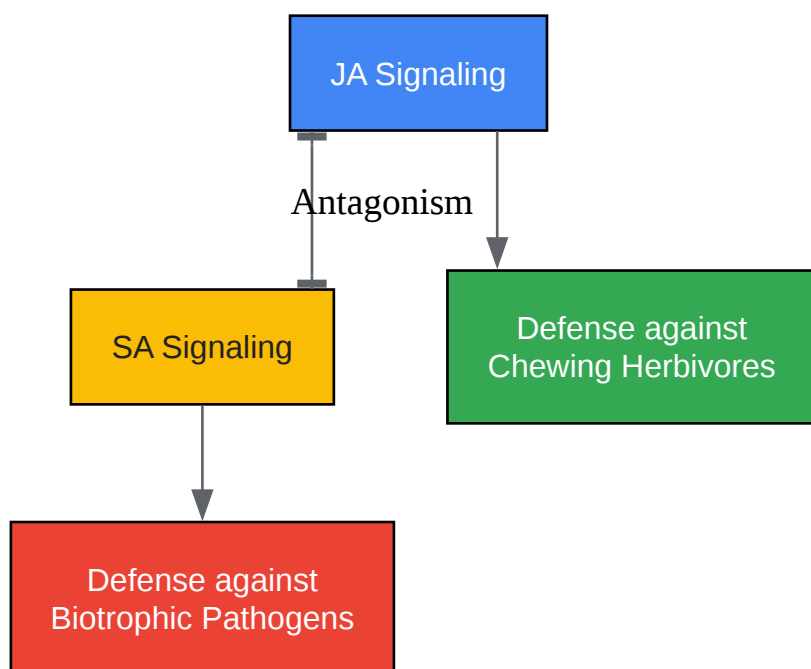 JA Signaling
Antagonism
SA Signaling
Defense against
Chewing Herbivores
Defense against
Biotrophic Pathogens